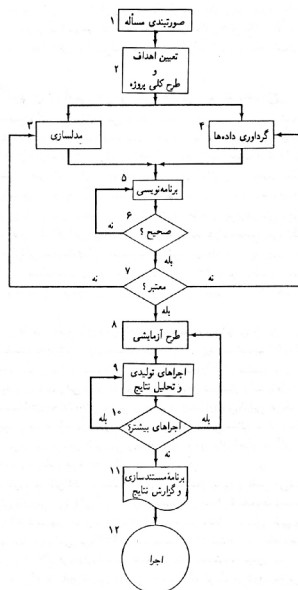 ۱ صورتبندی مسأله
۲ تعیین اهداف
و
طرح کلی پروژه
۳ مدلسازی
۴ گردآوری داده‌ها
۵ برنامه‌نویسی
۶ صحیح ؟
نه
بله
۷ معتبر ؟
نه
نه
بله
۸ طرح آزمایشی
۹ اجراهای تولیدی
و تحلیل نتایج
۱۰ اجراهای بیشتر؟
بله
بله
نه
۱۱ برنامهٔ مستندسازی
و گزارش نتایج
۱۲ اجرا